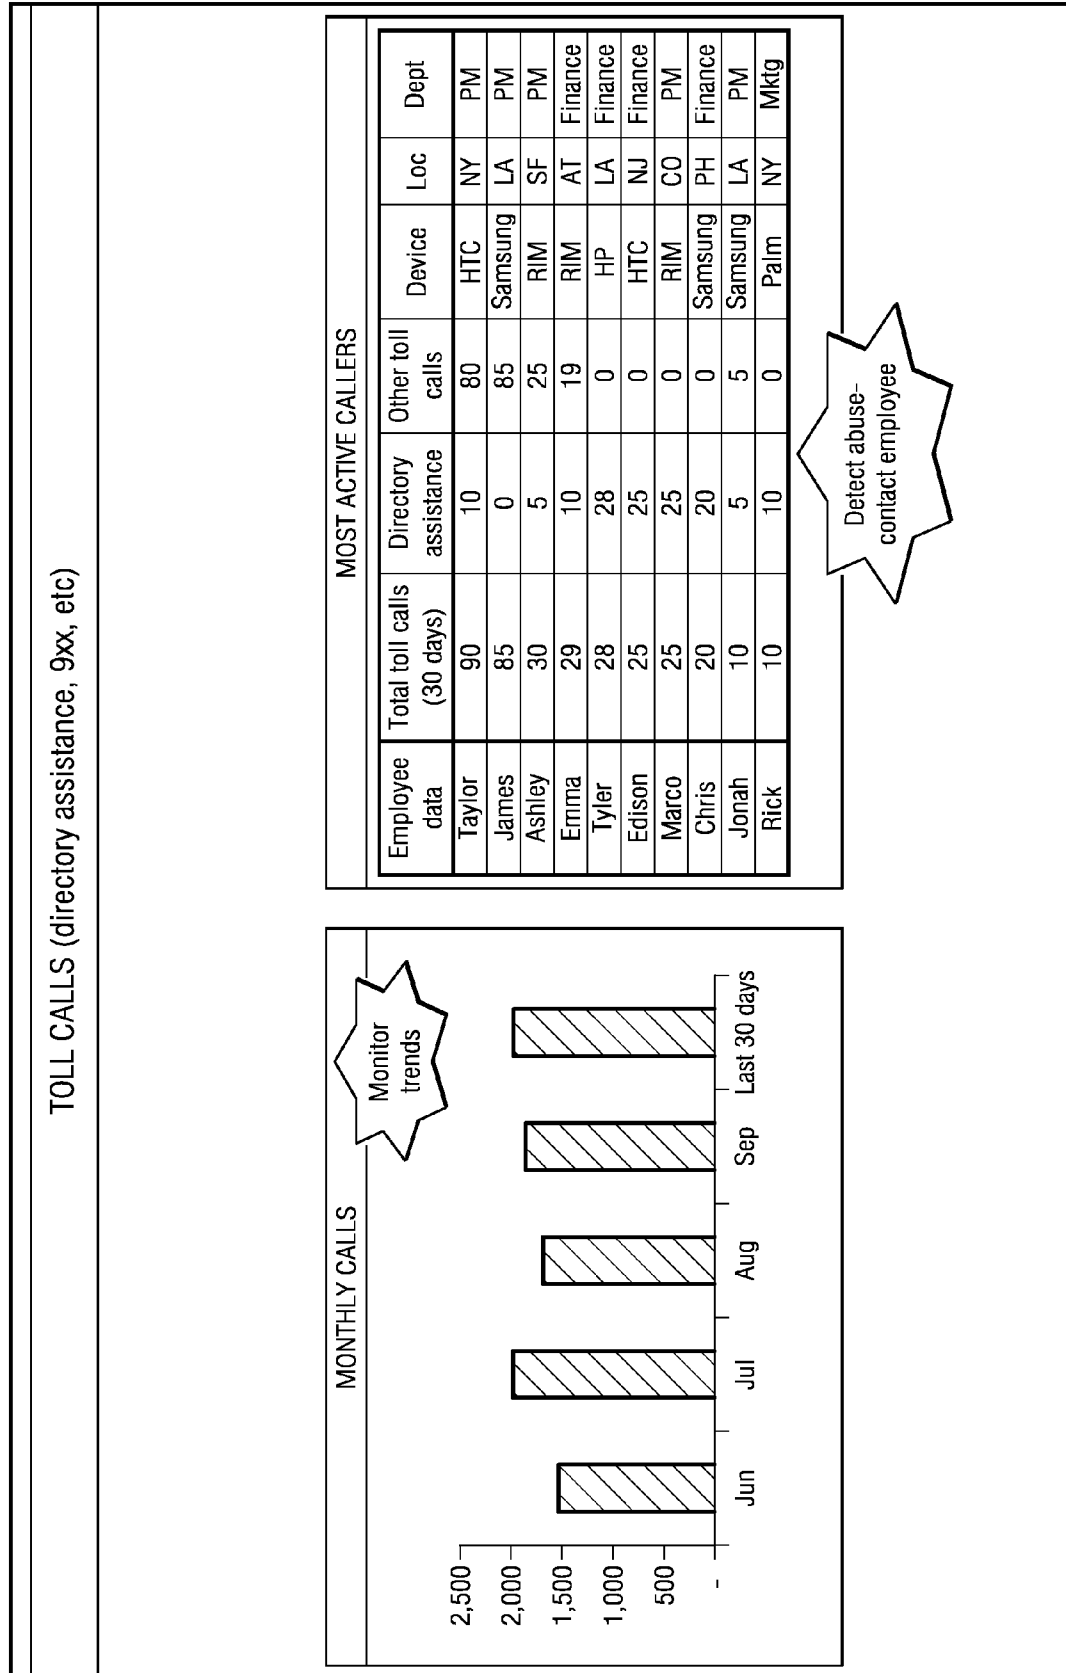 TOLL CALLS (directory assistance, 9xx, etc)
MONTHLY CALLS
Monitor
trends
2,500
2,000
1,500
1,000
500
-
Jun Jul Aug Sep Last 30 days
MOST ACTIVE CALLERS
Employee data Total toll calls (30 days) Directory assistance Other toll calls Device Loc Dept
Taylor 90 10 80 HTC NY PM
James 85 0 85 Samsung LA PM
Ashley 30 5 25 RIM SF PM
Emma 29 10 19 RIM AT Finance
Tyler 28 28 0 HP LA Finance
Edison 25 25 0 HTC NJ Finance
Marco 25 25 0 RIM CO PM
Chris 20 20 0 Samsung PH Finance
Jonah 10 5 5 Samsung LA PM
Rick 10 10 0 Palm NY Mktg
Detect abuse-
contact employee